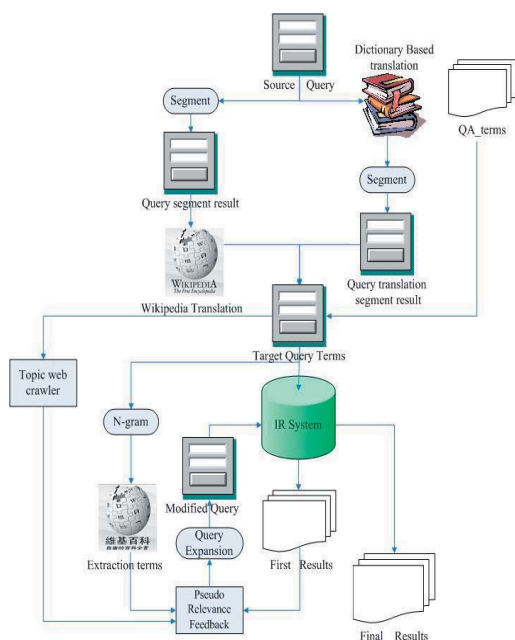 Source Query
Dictionary Based
translation
Segment
QA_terms
Query segment result
Segment
WIKIPEDIA
The Free Encyclopedia
Query translation
segment result
Wikipedia Translation
Target Query Terms
Topic web
crawler
N-gram
IR System
Modified Query
維基百科
Query
Expansion
First Results
Extraction terms
Pseudo
Relevance
Feedback
Final Results